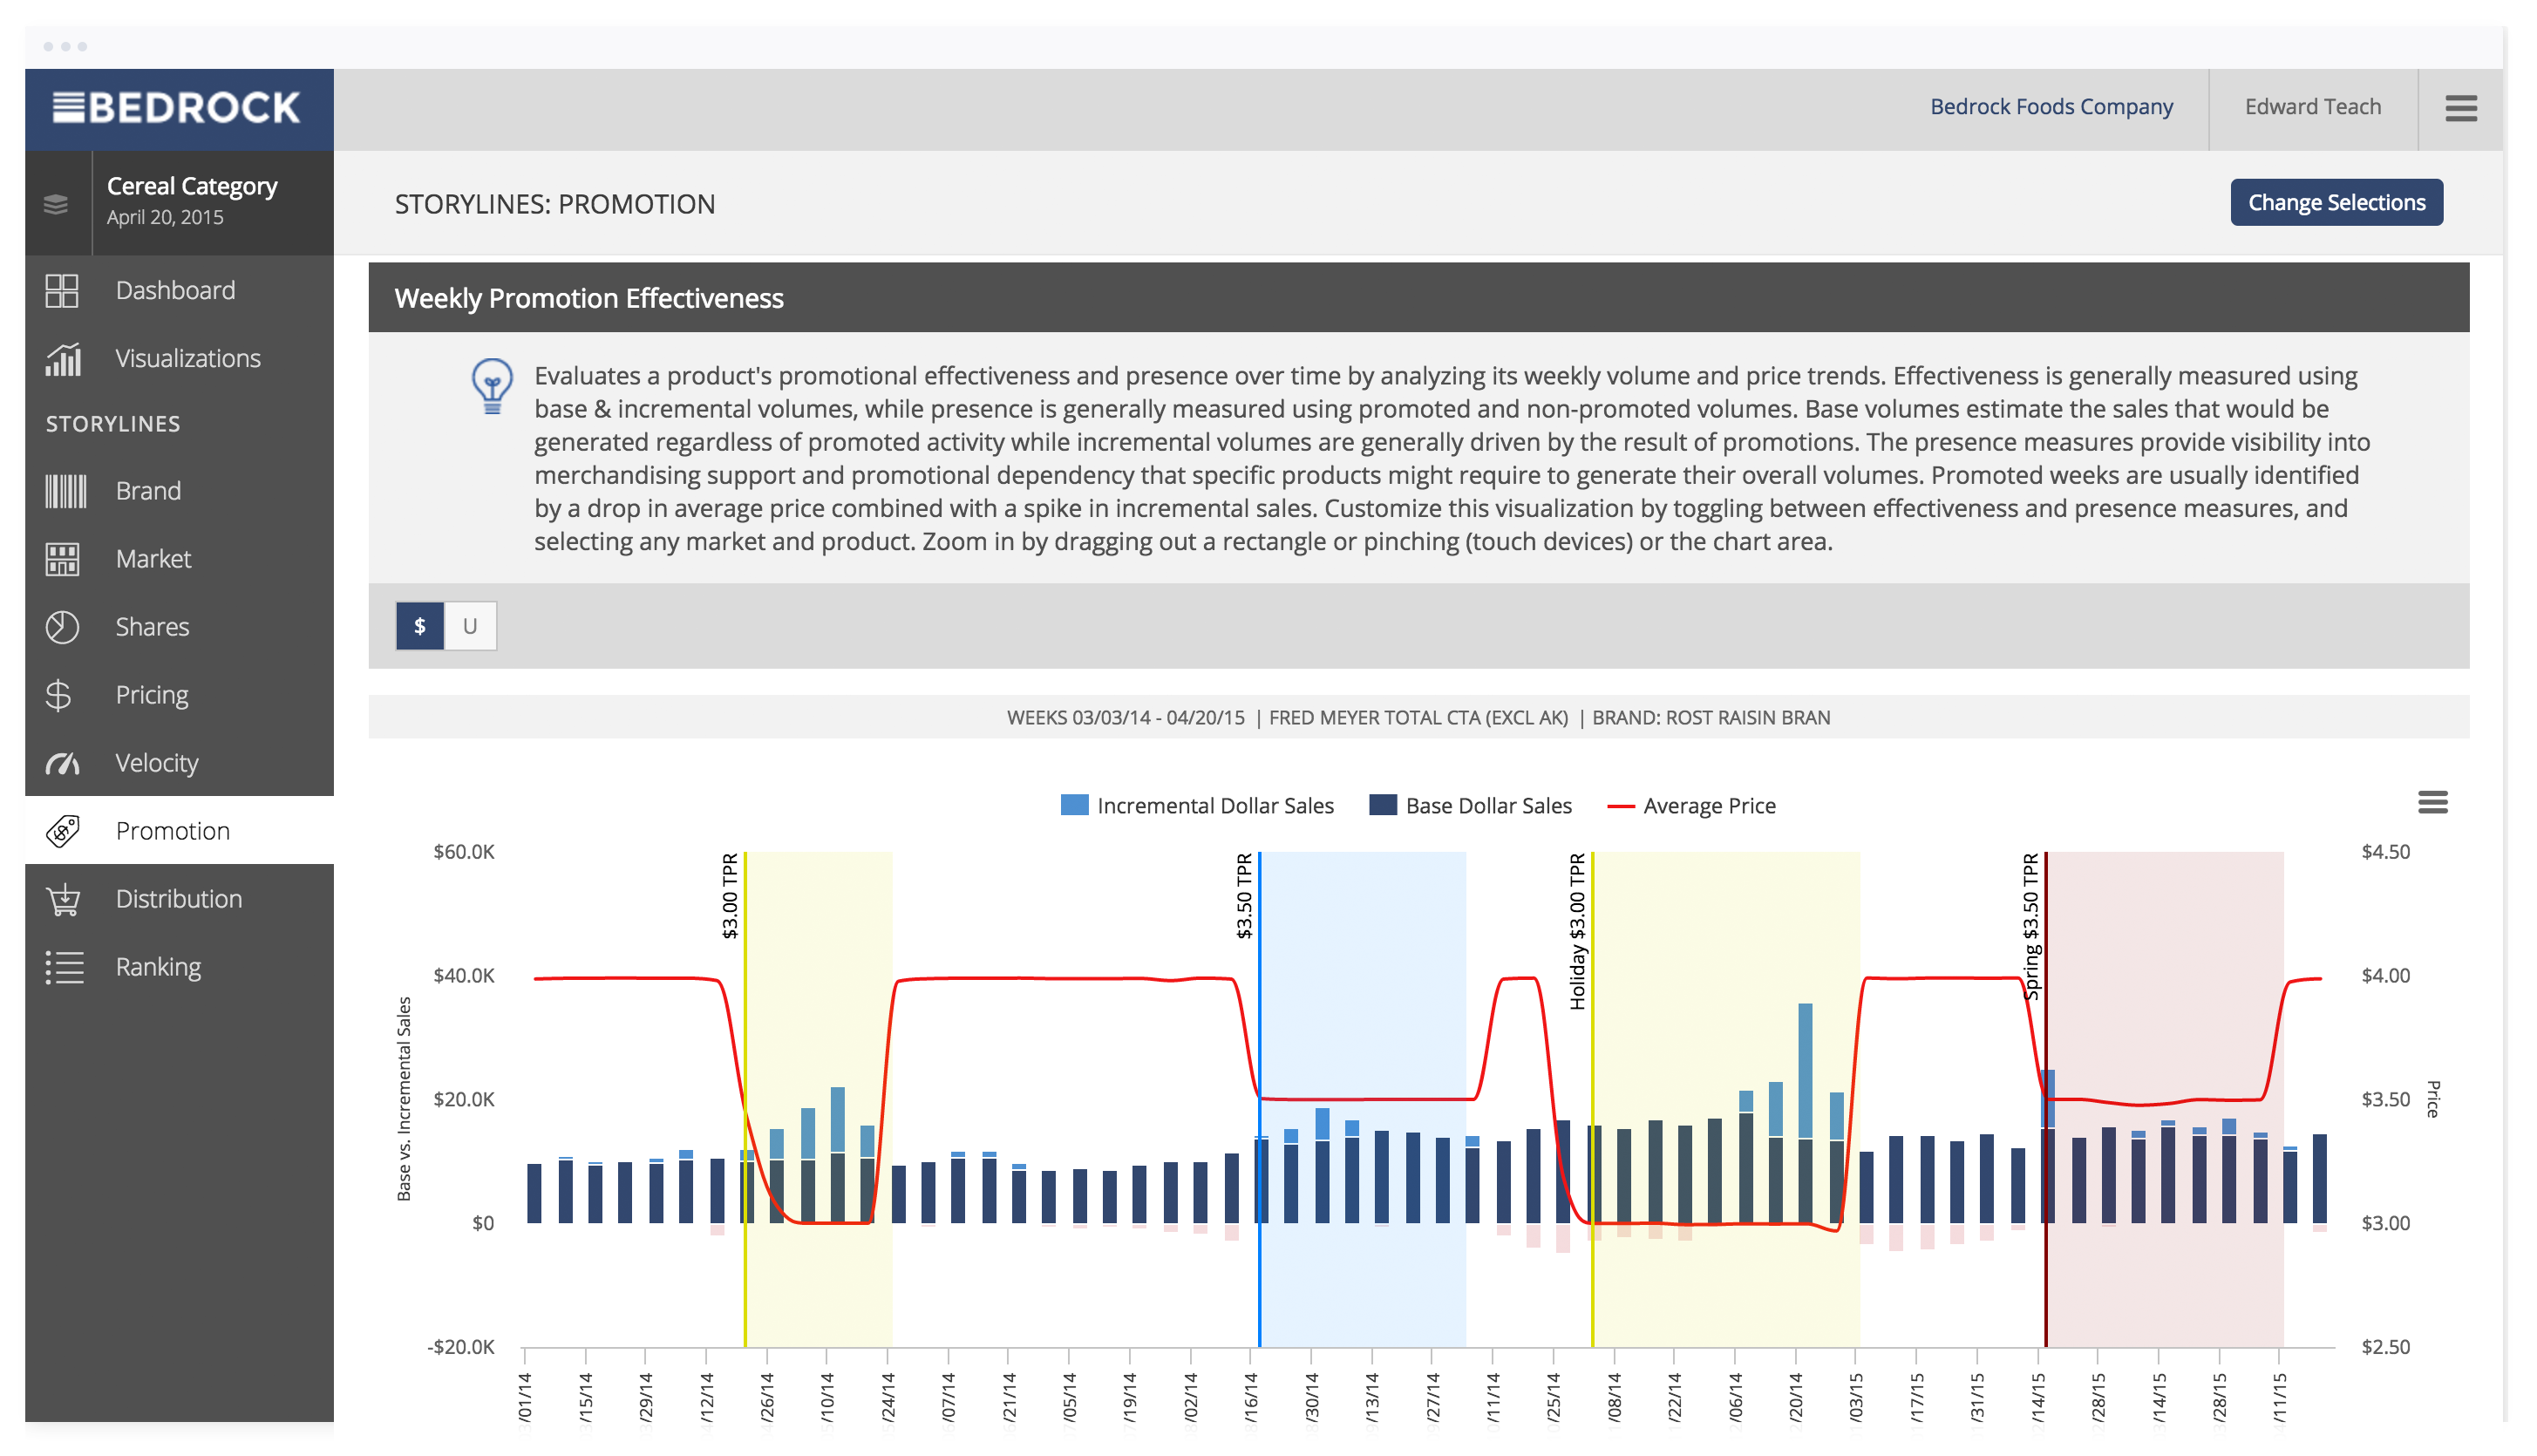 BEDROCK
Bedrock Foods Company
Edward Teach
Cereal Category
April 20, 2015
STORYLINES: PROMOTION
Change Selections
Dashboard
Visualizations
STORYLINES
Brand
Market
Shares
Pricing
Velocity
Promotion
Distribution
Ranking
Weekly Promotion Effectiveness
Evaluates a product's promotional effectiveness and presence over time by analyzing its weekly volume and price trends. Effectiveness is generally measured using
base & incremental volumes, while presence is generally measured using promoted and non-promoted volumes. Base volumes estimate the sales that would be
generated regardless of promoted activity while incremental volumes are generally driven by the result of promotions. The presence measures provide visibility into
merchandising support and promotional dependency that specific products might require to generate their overall volumes. Promoted weeks are usually identified
by a drop in average price combined with a spike in incremental sales. Customize this visualization by toggling between effectiveness and presence measures, and
selecting any market and product. Zoom in by dragging out a rectangle or pinching (touch devices) or the chart area.
$ U
WEEKS 03/03/14 - 04/20/15 | FRED MEYER TOTAL CTA (EXCL AK) | BRAND: ROST RAISIN BRAN
Incremental Dollar Sales
Base Dollar Sales
Average Price
$60.0K
$40.0K
$20.0K
$0
-$20.0K
Base vs. Incremental Sales
$3.00 TPR
$3.50 TPR
Holiday $3.00 TPR
Spring $3.50 TPR
$4.50
$4.00
$3.50
$3.00
$2.50
Price
/01/14
/15/14
/29/14
/12/14
/26/14
/10/14
/24/14
/07/14
/21/14
/05/14
/19/14
/02/14
/16/14
/30/14
/13/14
/27/14
/11/14
/25/14
/08/14
/22/14
/06/14
/20/14
/03/15
/17/15
/31/15
/14/15
/28/15
/14/15
/28/15
/11/15